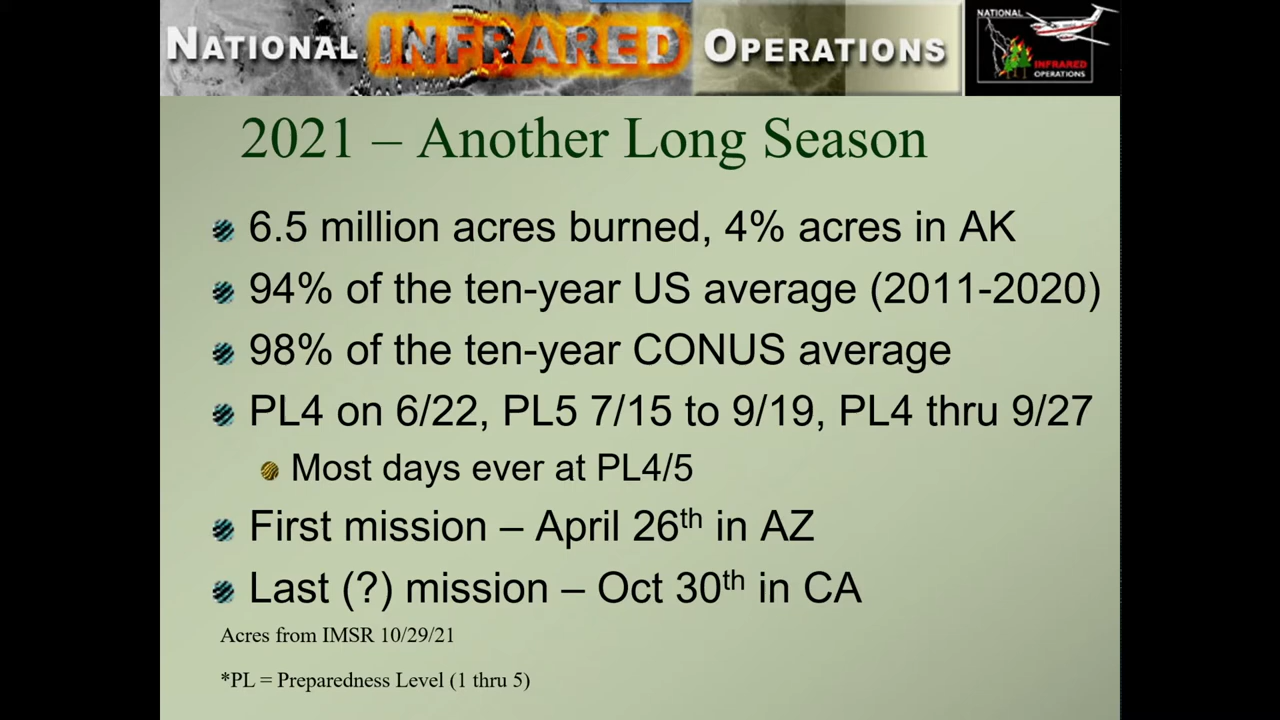 NATIONAL INFRARED OPERATIONS
NATIONAL
INFRARED
OPERATIONS
2021 – Another Long Season
6.5 million acres burned, 4% acres in AK
94% of the ten-year US average (2011-2020)
98% of the ten-year CONUS average
PL4 on 6/22, PL5 7/15 to 9/19, PL4 thru 9/27
Most days ever at PL4/5
First mission – April 26th in AZ
Last (?) mission – Oct 30th in CA
Acres from IMSR 10/29/21
*PL = Preparedness Level (1 thru 5)